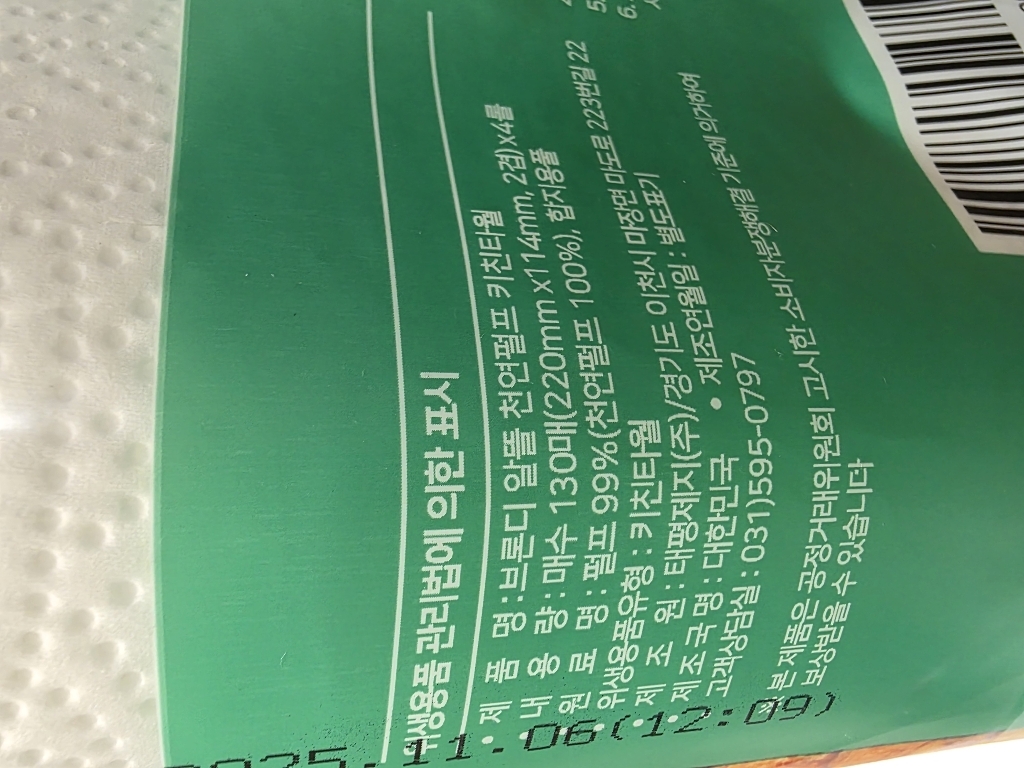 위생용품 관리법에 의한 표시
• 제 품 명 : 브론디 알뜰 천연펄프 키친타월
• 내 용 량 : 매수 130매(220mm x 114mm, 2겹)x4롤
• 원 료 명 : 펄프 99%(천연펄프 100%), 합지용풀
• 위생용품유형 : 키친타월
• 제 조 원 : 태평제지(주)/경기도 이천시 마장면 마도로 223번길 22
• 제 조 국 명 : 대한민국 • 제조연월일 : 별도표기
고객상담실 : 031)595-0797
본 제품은 공정거래위원회 고시한 소비자분쟁해결 기준에 의거하여
보상받을 수 있습니다
2025.11.06(12:09)
5.
6.